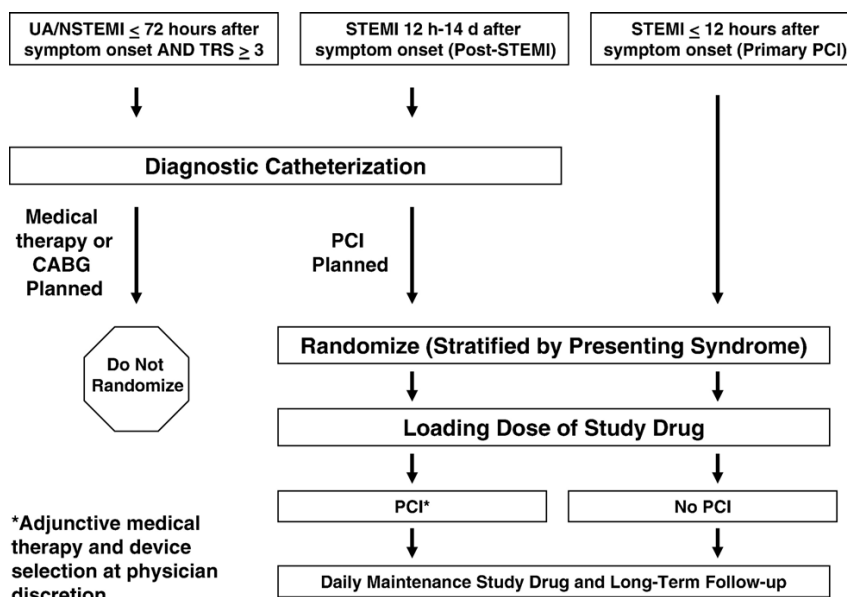 UA/NSTEMI ≤ 72 hours after
symptom onset AND TRS ≥ 3
STEMI 12 h-14 d after
symptom onset (Post-STEMI)
STEMI ≤ 12 hours after
symptom onset (Primary PCI)
Diagnostic Catheterization
Medical
therapy or
CABG
Planned
PCI
Planned
Do Not
Randomize
Randomize (Stratified by Presenting Syndrome)
Loading Dose of Study Drug
PCI*
No PCI
*Adjunctive medical
therapy and device
selection at physician
discretion
Daily Maintenance Study Drug and Long-Term Follow-up